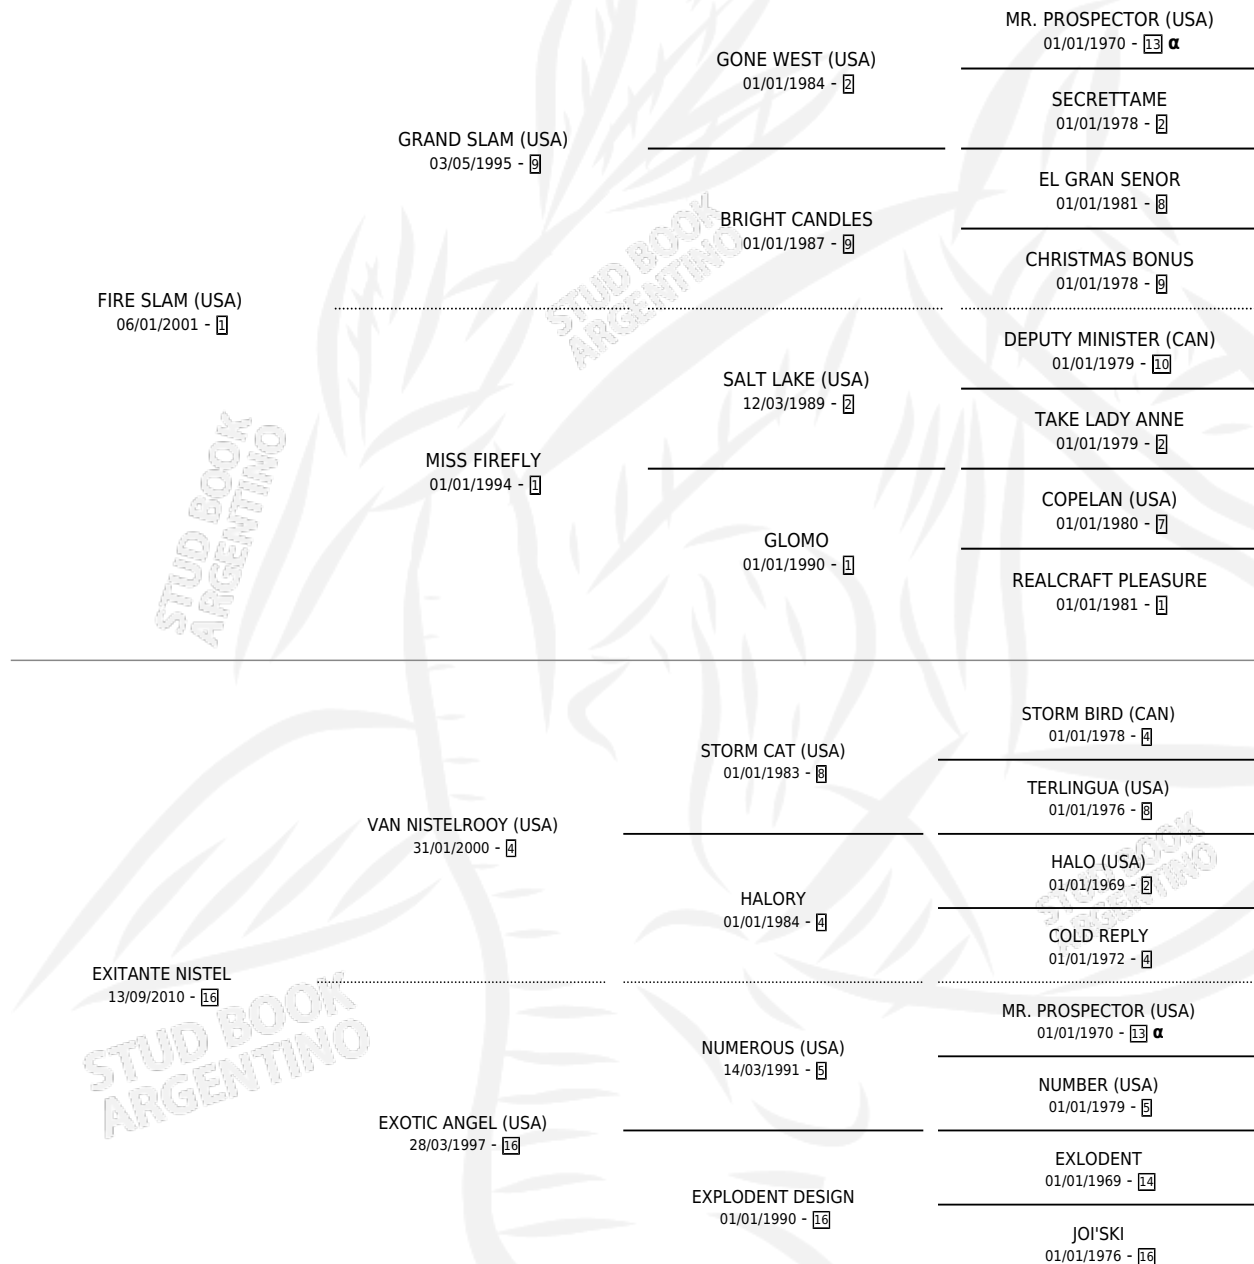 MR. PROSPECTOR (USA)
01/01/1970 - 13 α
GONE WEST (USA)
01/01/1984 - 2
SECRETTAME
01/01/1978 - 2
GRAND SLAM (USA)
03/05/1995 - 9
EL GRAN SENOR
01/01/1981 - 8
BRIGHT CANDLES
01/01/1987 - 9
CHRISTMAS BONUS
01/01/1978 - 9
FIRE SLAM (USA)
06/01/2001 - 1
DEPUTY MINISTER (CAN)
01/01/1979 - 10
SALT LAKE (USA)
12/03/1989 - 2
TAKE LADY ANNE
01/01/1979 - 2
MISS FIREFLY
01/01/1994 - 1
COPELAN (USA)
01/01/1980 - 7
GLOMO
01/01/1990 - 1
REALCRAFT PLEASURE
01/01/1981 - 1
STORM BIRD (CAN)
01/01/1978 - 4
STORM CAT (USA)
01/01/1983 - 8
TERLINGUA (USA)
01/01/1976 - 8
VAN NISTELROOY (USA)
31/01/2000 - 4
HALO (USA)
01/01/1969 - 2
HALORY
01/01/1984 - 4
COLD REPLY
01/01/1972 - 4
EXITANTE NISTEL
13/09/2010 - 16
MR. PROSPECTOR (USA)
01/01/1970 - 13 α
NUMEROUS (USA)
14/03/1991 - 5
NUMBER (USA)
01/01/1979 - 5
EXOTIC ANGEL (USA)
28/03/1997 - 16
EXLODENT
01/01/1969 - 14
EXPLODENT DESIGN
01/01/1990 - 16
JOI'SKI
01/01/1976 - 16
STUD BOOK
ARGENTINO
STUD BOOK
ARGENTINO
STUD BOOK
ARGENTINO
STUD BOOK
ARGENTINO